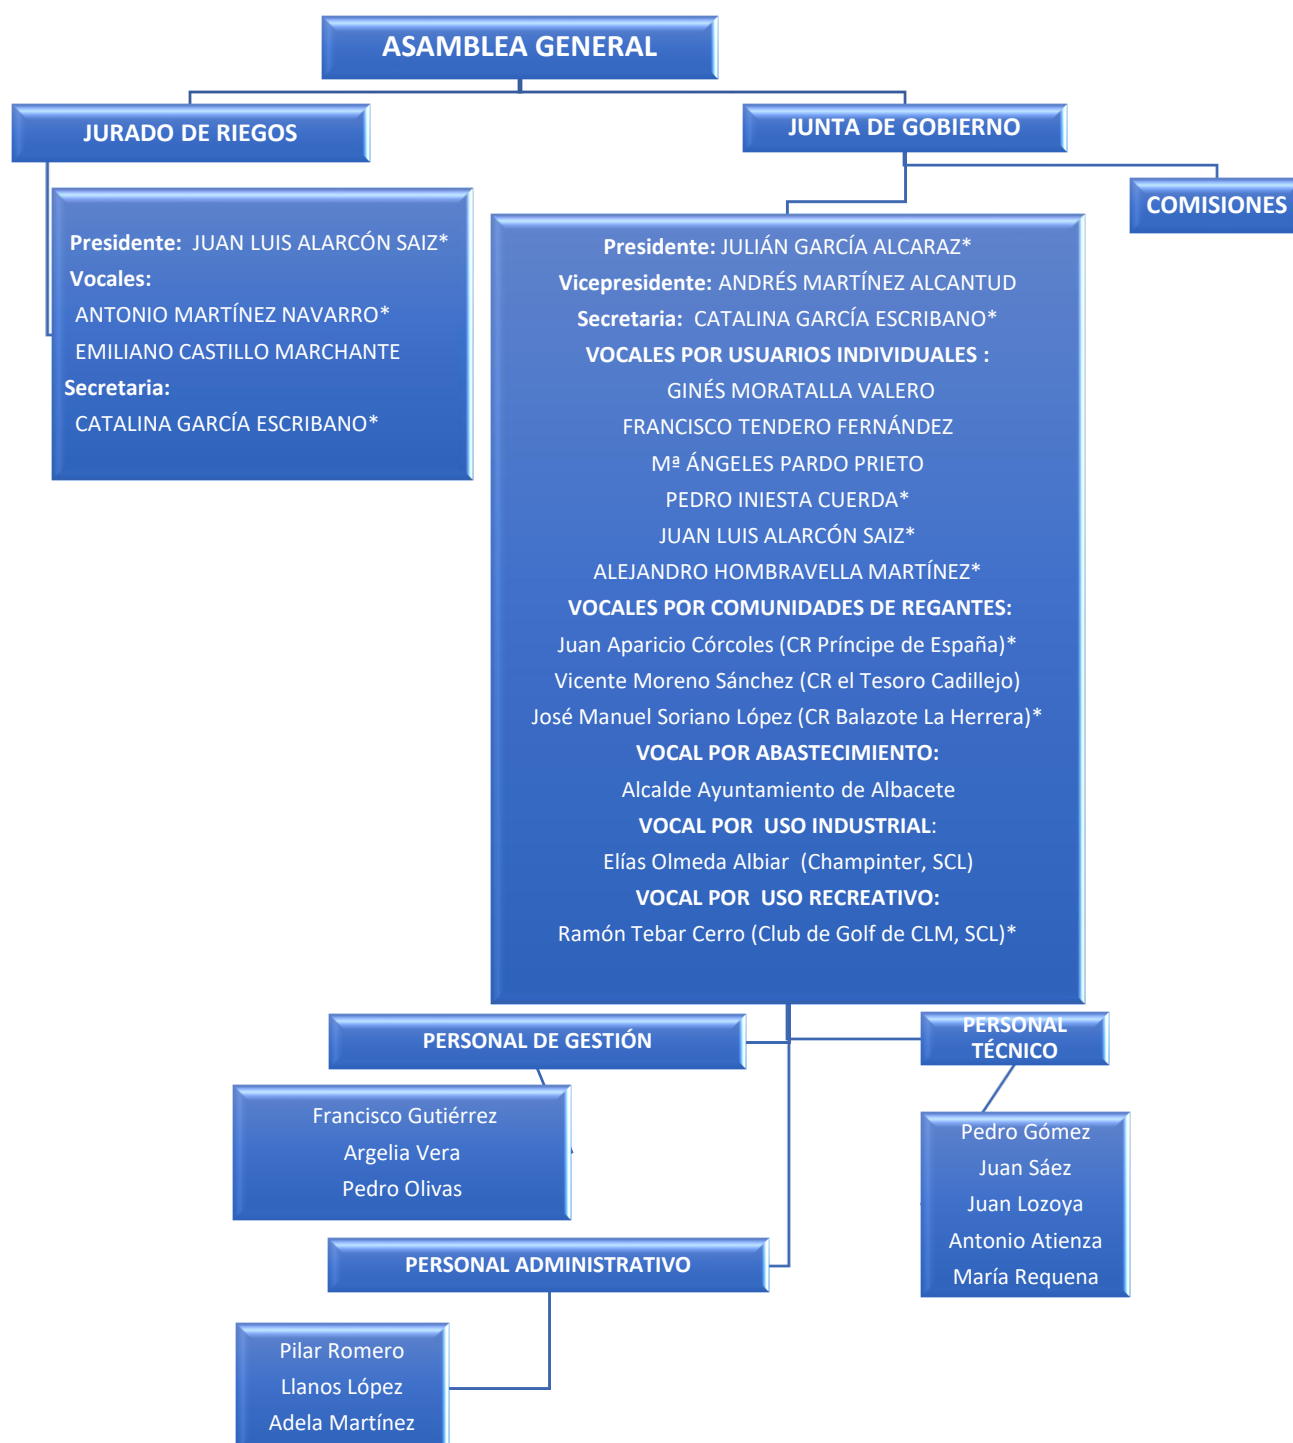 ASAMBLEA GENERAL
JURADO DE RIEGOS
JUNTA DE GOBIERNO
COMISIONES
Presidente: JUAN LUIS ALARCÓN SAIZ*
Vocales:
ANTONIO MARTÍNEZ NAVARRO*
EMILIANO CASTILLO MARCHANTE
Secretaria:
CATALINA GARCÍA ESCRIBANO*
Presidente: JULIÁN GARCÍA ALCARAZ*
Vicepresidente: ANDRÉS MARTÍNEZ ALCANTUD
Secretaria: CATALINA GARCÍA ESCRIBANO*
VOCALES POR USUARIOS INDIVIDUALES :
GINÉS MORATALLA VALERO
FRANCISCO TENDERO FERNÁNDEZ
Mª ÁNGELES PARDO PRIETO
PEDRO INIESTA CUERDA*
JUAN LUIS ALARCÓN SAIZ*
ALEJANDRO HOMBRAVELLA MARTÍNEZ*
VOCALES POR COMUNIDADES DE REGANTES:
Juan Aparicio Córcoles (CR Príncipe de España)*
Vicente Moreno Sánchez (CR el Tesoro Cadillejo)
José Manuel Soriano López (CR Balazote La Herrera)*
VOCAL POR ABASTECIMIENTO:
Alcalde Ayuntamiento de Albacete
VOCAL POR USO INDUSTRIAL:
Elías Olmeda Albiar (Champinter, SCL)
VOCAL POR USO RECREATIVO:
Ramón Tebar Cerro (Club de Golf de CLM, SCL)*
PERSONAL DE GESTIÓN
Francisco Gutiérrez
Argelia Vera
Pedro Olivas
PERSONAL
TÉCNICO
Pedro Gómez
Juan Sáez
Juan Lozoya
Antonio Atienza
María Requena
PERSONAL ADMINISTRATIVO
Pilar Romero
Llanos López
Adela Martínez